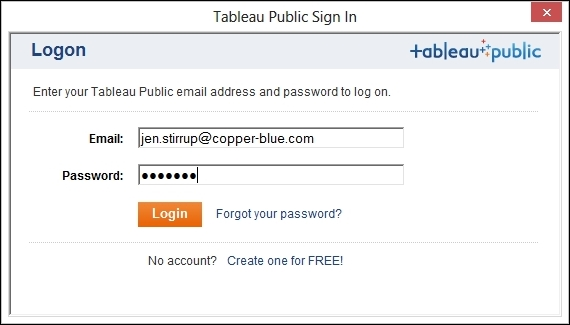 Tableau Public Sign In
Logon
tableau public
Enter your Tableau Public email address and password to log on.
Email: jen.stirrup@copper-blue.com
Password: ●●●●●●●
Login Forgot your password?
No account? Create one for FREE!